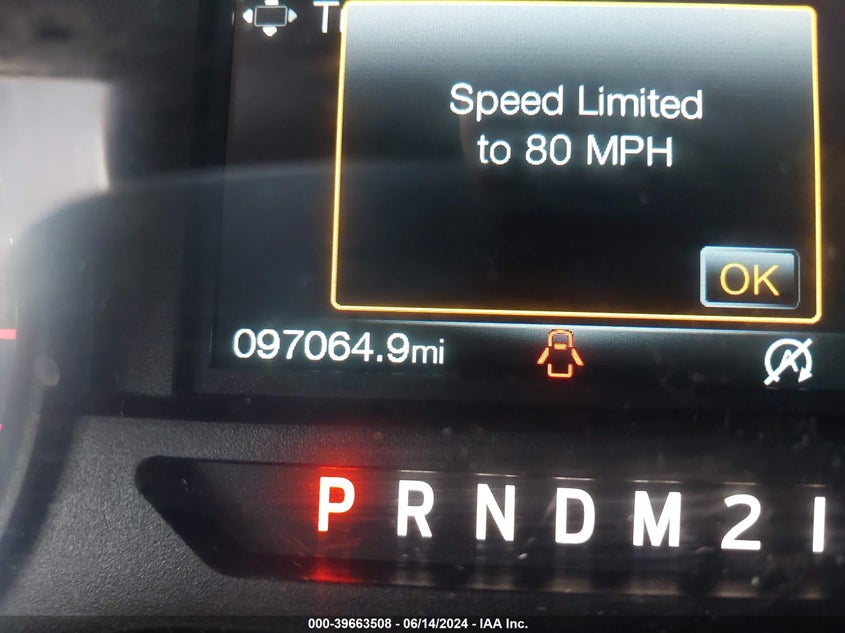 Speed Limited
to 80 MPH
OK
097064.9mi
P R N D M 2
000-39663508 - 06/14/2024 - IAA Inc.